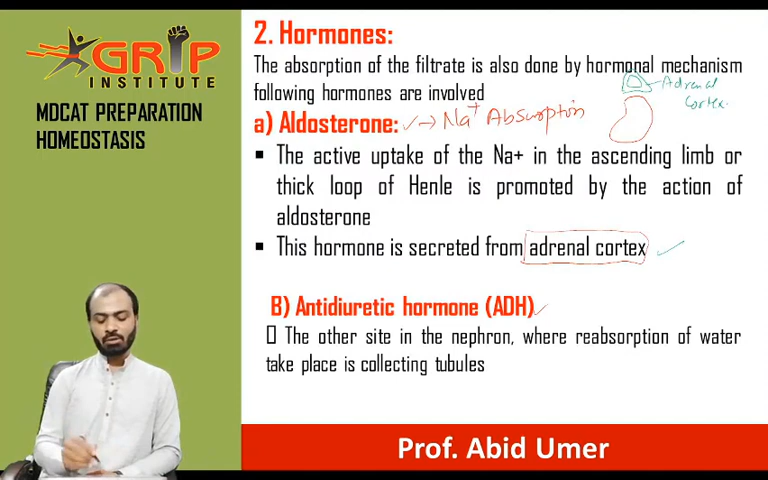 GRIP
INSTITUTE
MDCAT PREPARATION
HOMEOSTASIS
2. Hormones:
The absorption of the filtrate is also done by hormonal mechanism
following hormones are involved
Adrenal
Cortex.
a) Aldosterone: → Na+ Absorption
▪ The active uptake of the Na+ in the ascending limb or
thick loop of Henle is promoted by the action of
aldosterone
▪ This hormone is secreted from adrenal cortex
B) Antidiuretic hormone (ADH)
▯ The other site in the nephron, where reabsorption of water
take place is collecting tubules
Prof. Abid Umer